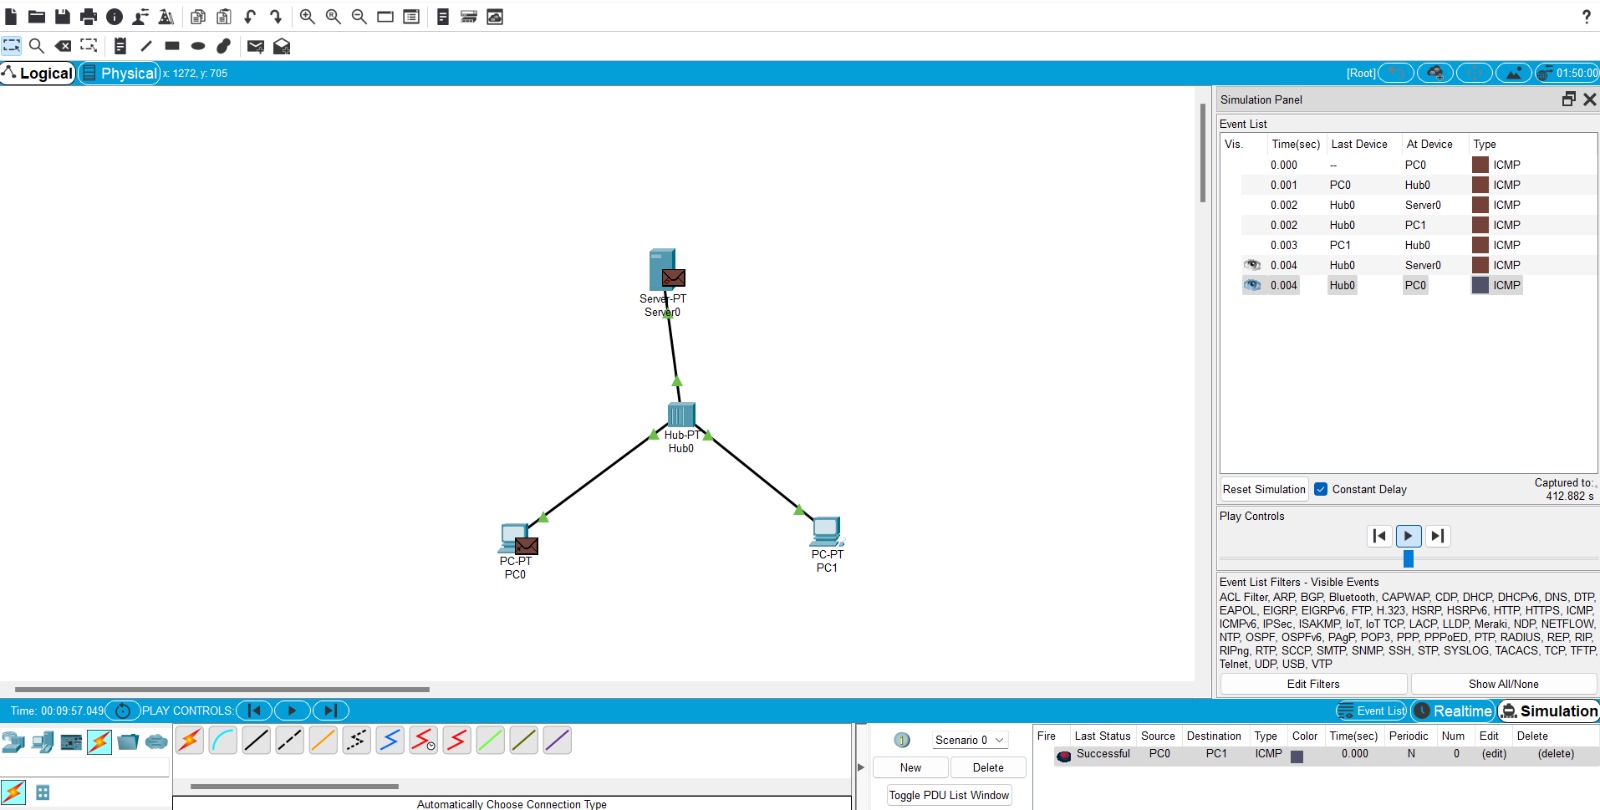 ?
Logical Physical x: 1272, y: 705 [Root] 01:50:00
Simulation Panel
Event List
Vis. Time(sec) Last Device At Device Type
0.000 -- PC0 ICMP
0.001 PC0 Hub0 ICMP
0.002 Hub0 Server0 ICMP
0.002 Hub0 PC1 ICMP
0.003 PC1 Hub0 ICMP
0.004 Hub0 Server0 ICMP
0.004 Hub0 PC0 ICMP
Server-PT
Server0
Hub-PT
Hub0
PC-PT
PC0
PC-PT
PC1
Reset Simulation Constant Delay Captured to:
412.882 s
Play Controls
Event List Filters - Visible Events
ACL Filter, ARP, BGP, Bluetooth, CAPWAP, CDP, DHCP, DHCPv6, DNS, DTP,
EAPOL, EIGRP, EIGRPv6, FTP, H.323, HSRP, HSRPv6, HTTP, HTTPS, ICMP,
ICMPv6, IPSec, ISAKMP, IoT, IoT TCP, LACP, LLDP, Meraki, NDP, NETFLOW,
NTP, OSPF, OSPFv6, PAgP, POP3, PPP, PPPoED, PTP, RADIUS, REP, RIP,
RIPng, RTP, SCCP, SMTP, SNMP, SSH, STP, SYSLOG, TACACS, TCP, TFTP,
Telnet, UDP, USB, VTP
Edit Filters Show All/None
Time: 00:09:57.049 PLAY CONTROLS: Event List Realtime Simulation
Scenario 0
New Delete
Toggle PDU List Window
Fire Last Status Source Destination Type Color Time(sec) Periodic Num Edit Delete
Successful PC0 PC1 ICMP 0.000 N 0 (edit) (delete)
Automatically Choose Connection Type